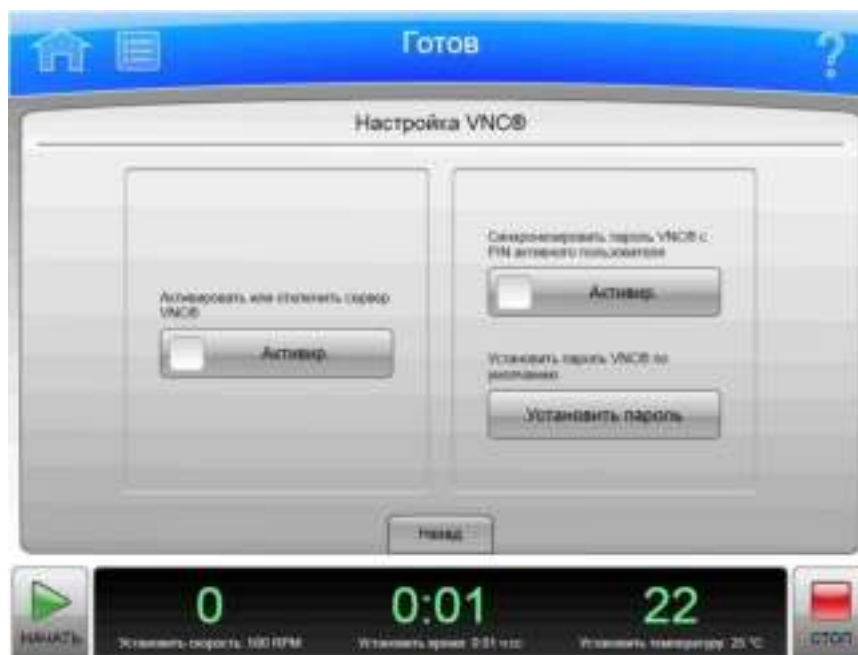 Готов
?
Настройка VNC®
Активировать или отключить сервер
VNC®
Активир.
Синхронизировать пароль VNC® с
PIN активного пользователя
Активир.
Установить пароль VNC® по
умолчанию
Установить пароль
Назад
НАЧАТЬ
0
0:01
22
Установить скорость: 100 RPM
Установить время: 0:01
Установить температуру: 25 °C
СТОП